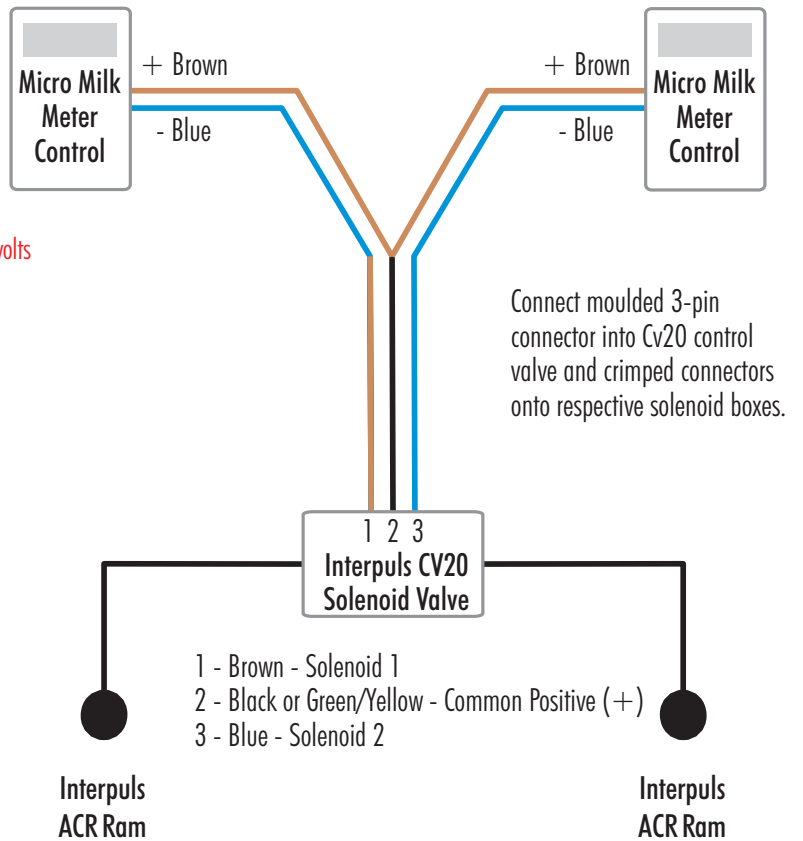 Micro Milk
Meter
Control
+ Brown
- Blue
+ Brown
- Blue
Micro Milk
Meter
Control
volts
Connect moulded 3-pin
connector into Cv20 control
valve and crimped connectors
onto respective solenoid boxes.
1 2 3
Interpuls CV20
Solenoid Valve
1 - Brown - Solenoid 1
2 - Black or Green/Yellow - Common Positive (+)
3 - Blue - Solenoid 2
Interpuls
ACR Ram
Interpuls
ACR Ram